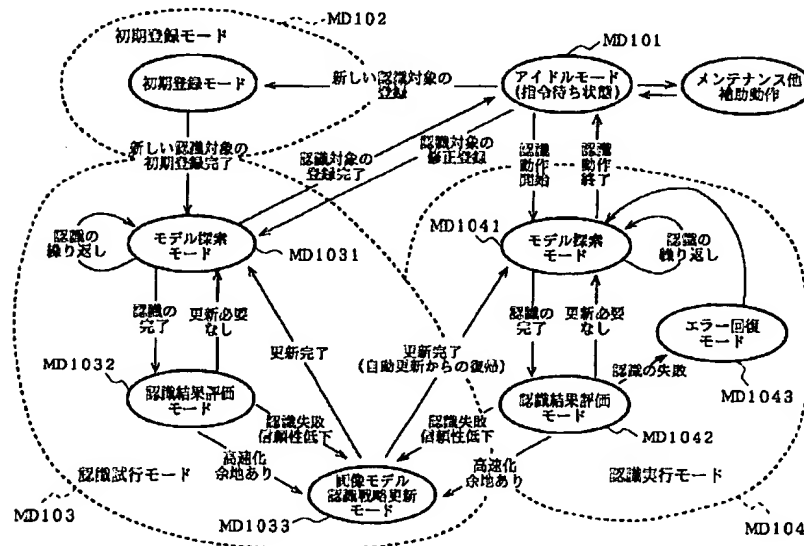 MD102
初期登録モード
初期登録モード
新しい認識対象の
登録
MD101
アイドルモード
(指令待ち状態)
メンテナンス他
補助動作
新しい認識対象の
初期登録完了
認識対象の
登録完了
認識対象の
修正登録
認識
動作
開始
認識
動作
終了
認識の
繰り返し
モデル探索
モード
MD1031
MD1041
モデル探索
モード
認識の
繰り返し
認識の
完了
更新必要
なし
更新完了
更新完了
(自動更新からの復帰)
認識の
完了
更新必要
なし
エラー回復
モード
MD1043
MD1032
認識結果評価
モード
認識失敗
信頼性低下
高速化
余地あり
認識失敗
信頼性低下
高速化
余地あり
認識結果評価
モード
認識の失敗
MD1042
認識試行モード
MD103
画像モデル
認識戦略更新
モード
MD1033
認識実行モード
MD104